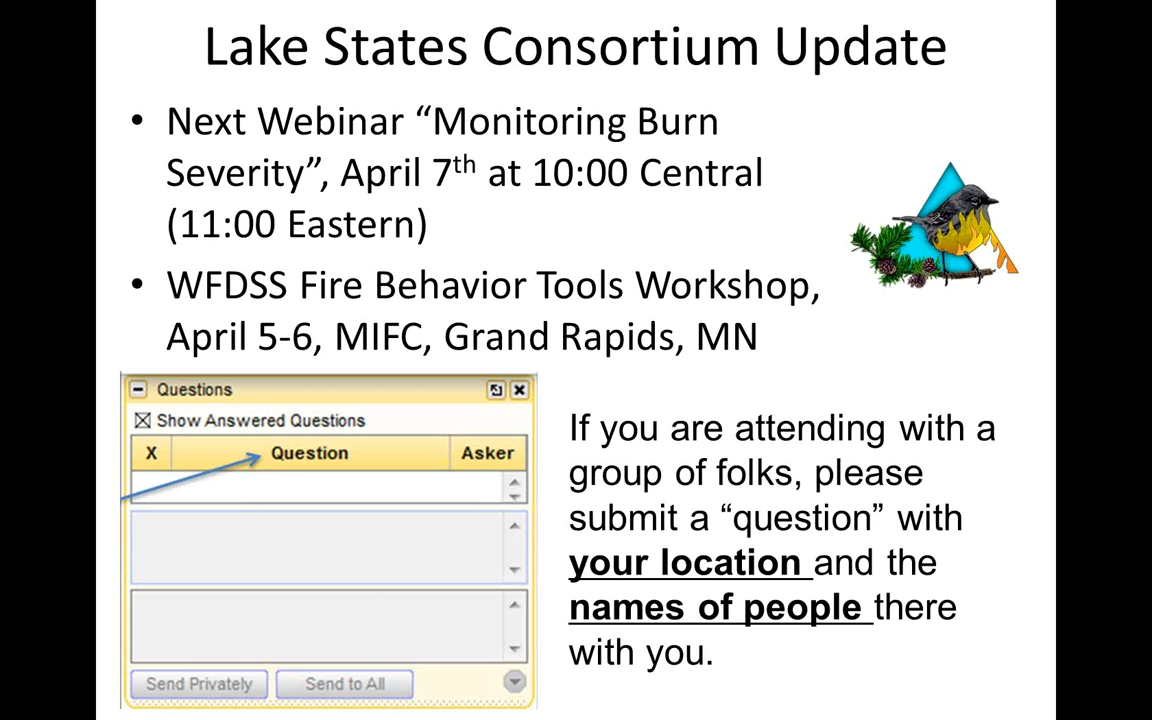 Lake States Consortium Update
• Next Webinar “Monitoring Burn
Severity”, April 7th at 10:00 Central
(11:00 Eastern)
• WFDSS Fire Behavior Tools Workshop,
April 5-6, MIFC, Grand Rapids, MN
Questions
Show Answered Questions
X Question Asker
Send Privately Send to All
If you are attending with a
group of folks, please
submit a “question” with
your location and the
names of people there
with you.